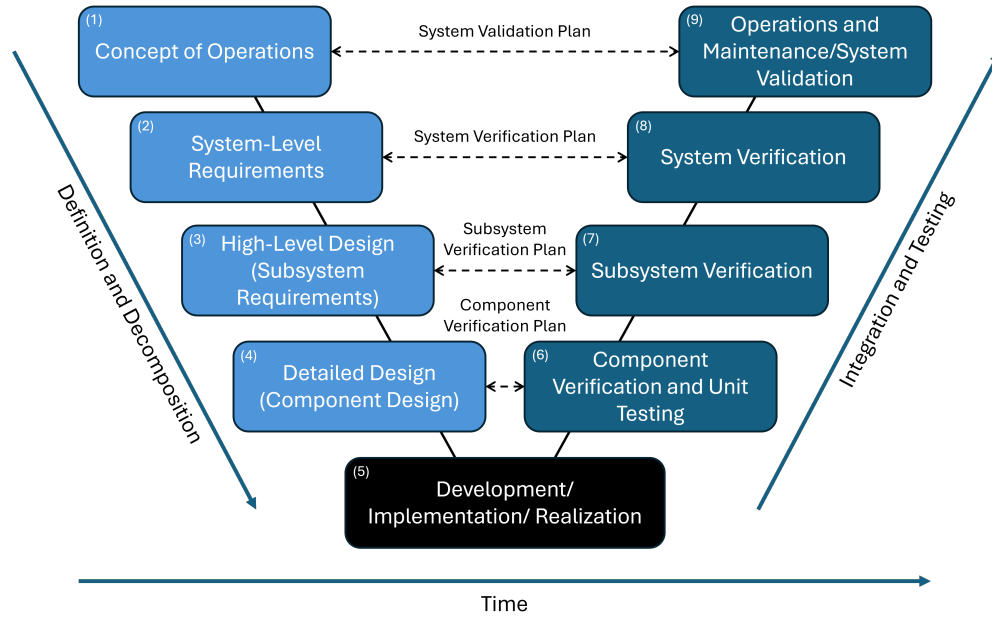 (1)
Concept of Operations
System Validation Plan
(9)
Operations and
Maintenance/System
Validation
(2)
System-Level
Requirements
System Verification Plan
(8)
System Verification
(3)
High-Level Design
(Subsystem
Requirements)
Subsystem
Verification Plan
(7)
Subsystem Verification
Component
Verification Plan
(4)
Detailed Design
(Component Design)
(6)
Component
Verification and Unit
Testing
(5)
Development/
Implementation/ Realization
Definition and Decomposition
Integration and Testing
Time